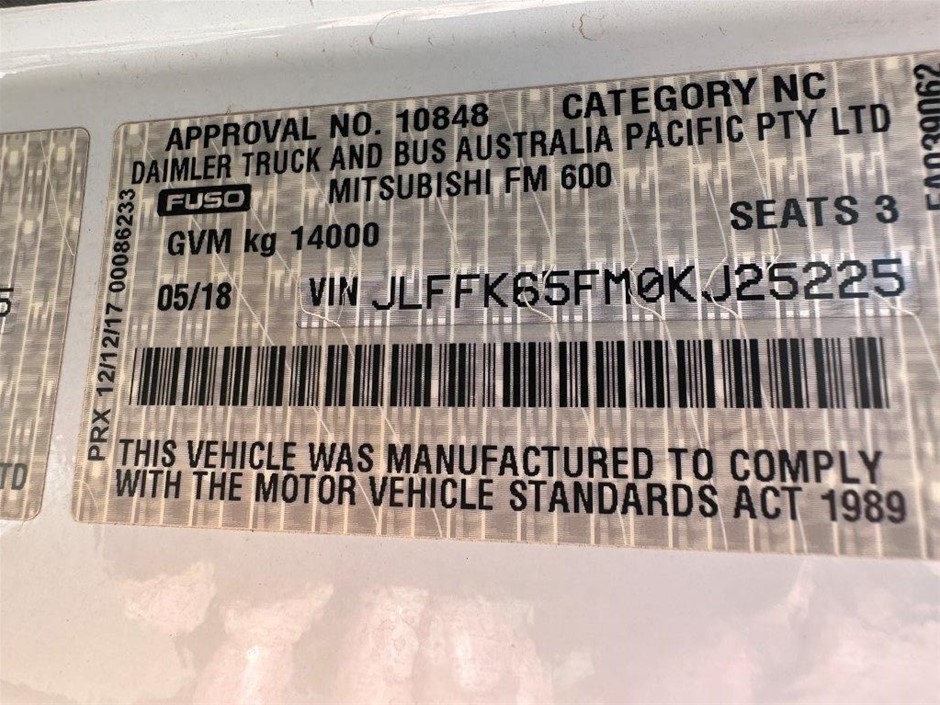 APPROVAL NO. 10848 CATEGORY NC
DAIMLER TRUCK AND BUS AUSTRALIA PACIFIC PTY LTD
FUSO MITSUBISHI FM 600
GVM kg 14000 SEATS 3
05/18 VIN JLFFK65FM0KJ25225
THIS VEHICLE WAS MANUFACTURED TO COMPLY
WITH THE MOTOR VEHICLE STANDARDS ACT 1989
PRX 12/12/17 00086233
TD